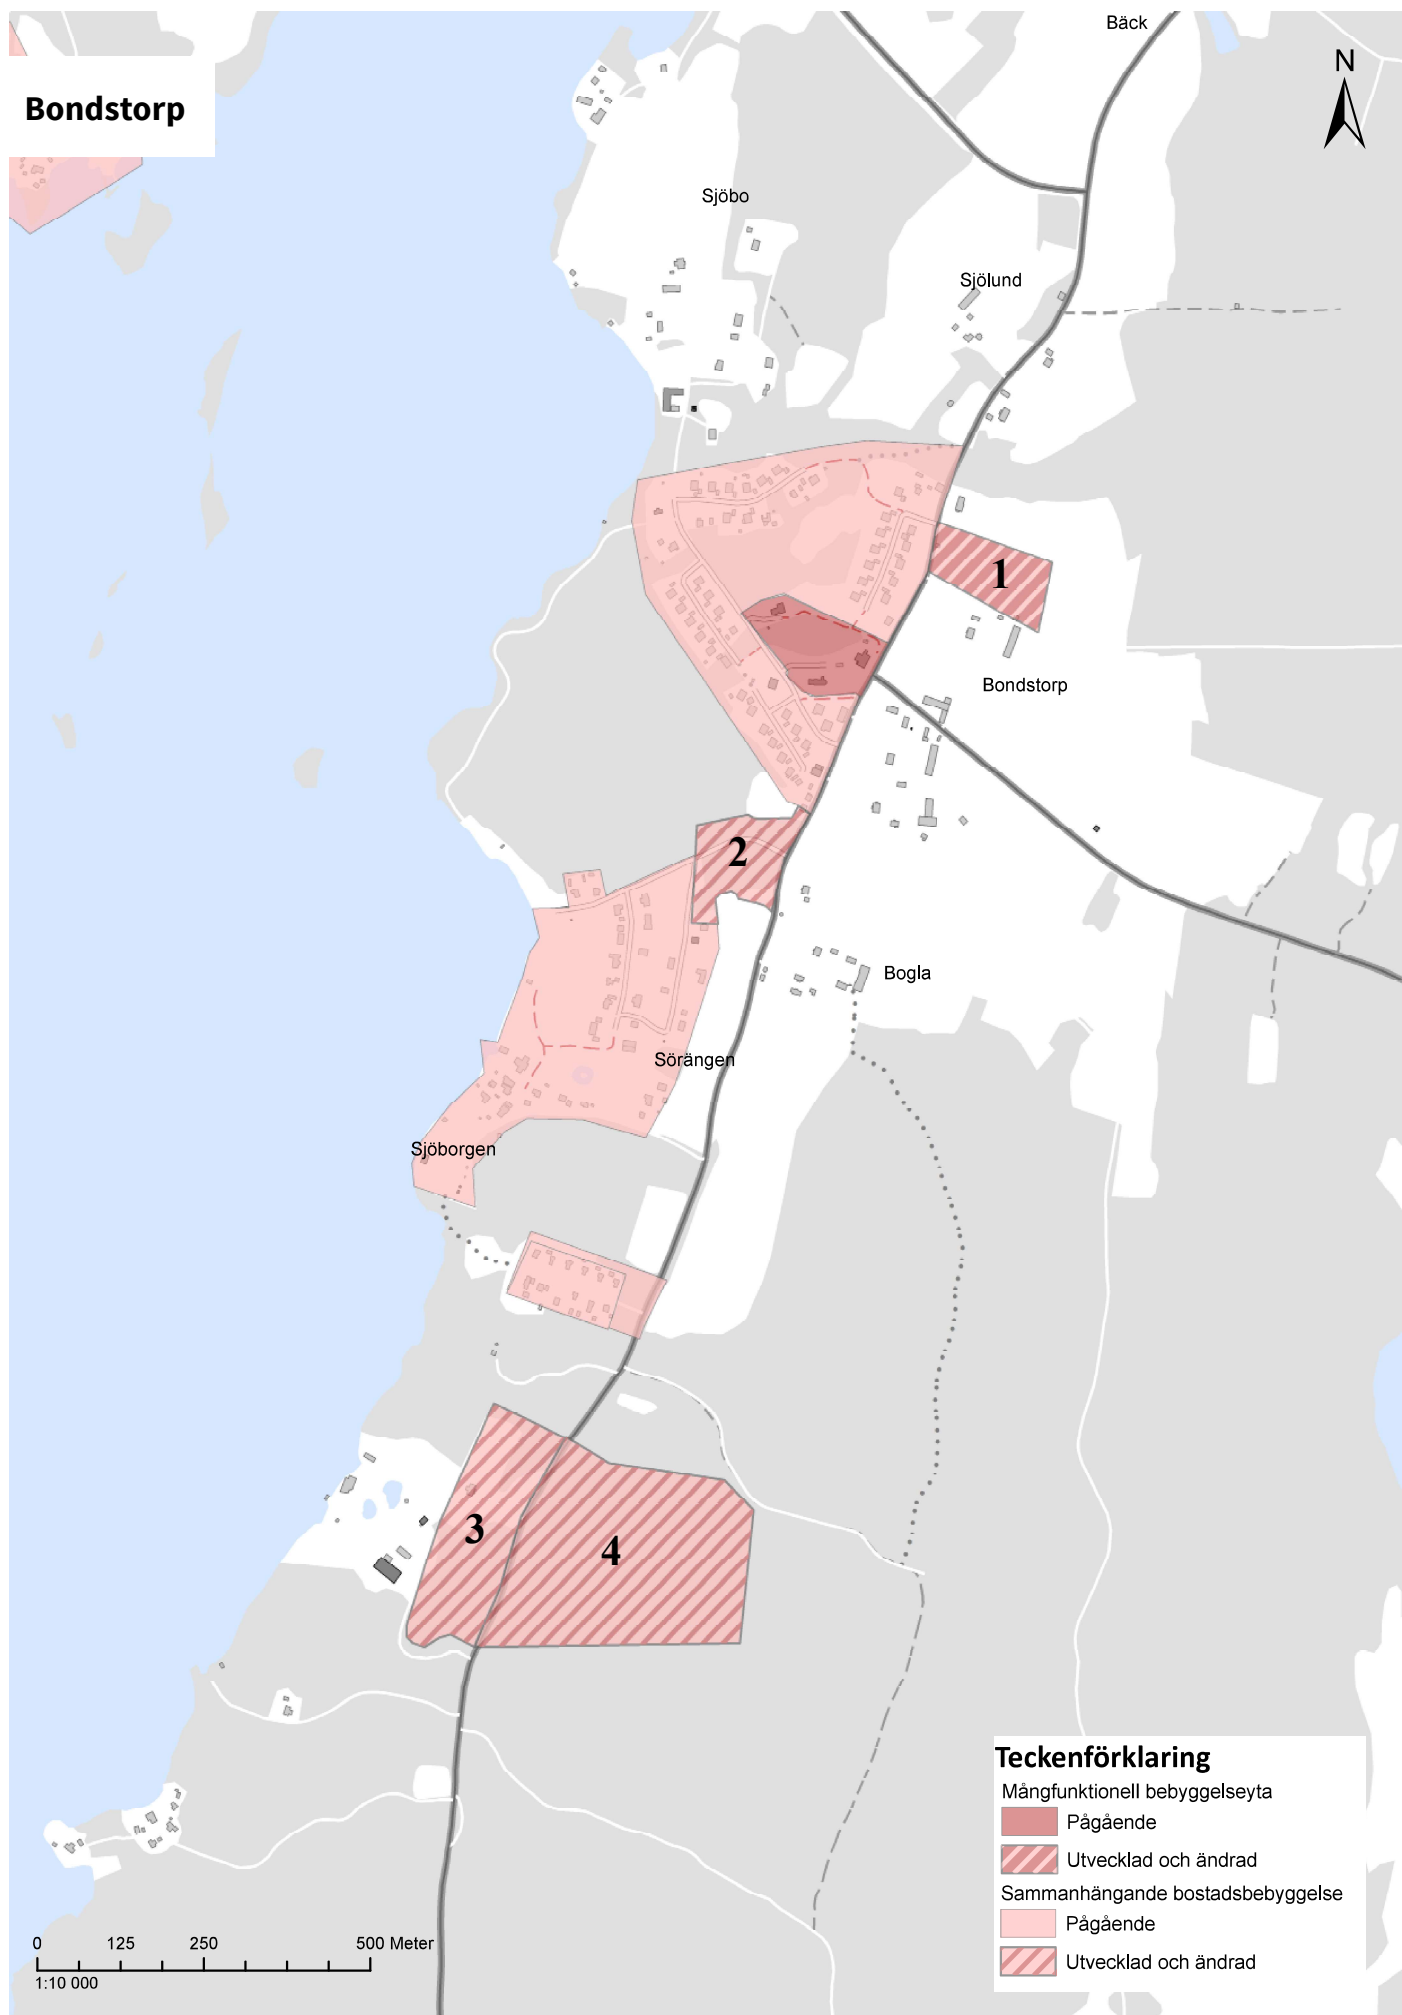 Bäck
N
Bondstorp
Sjöbo
Sjölund
1
Bondstorp
2
Bogla
Sörängen
Sjöborgen
3
4
Teckenförklaring
Mångfunktionell bebyggelseyta
Pågående
Utvecklad och ändrad
Sammanhängande bostadsbebyggelse
Pågående
Utvecklad och ändrad
0 125 250 500 Meter
1:10 000